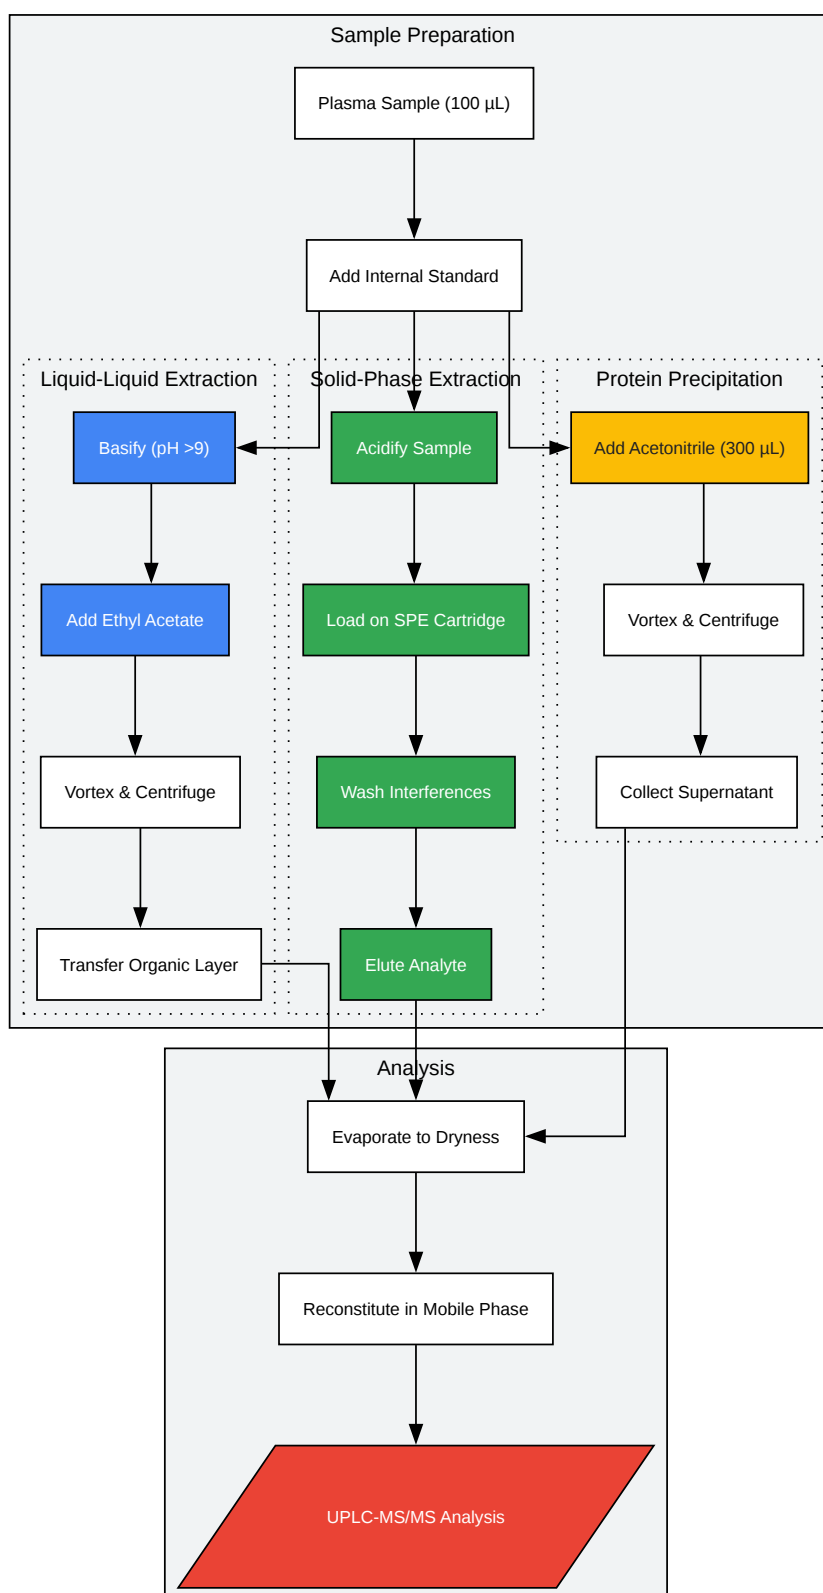 Sample Preparation
Plasma Sample (100 µL)
Add Internal Standard
Liquid-Liquid Extraction
Basify (pH >9)
Add Ethyl Acetate
Vortex & Centrifuge
Transfer Organic Layer
Solid-Phase Extraction
Acidify Sample
Load on SPE Cartridge
Wash Interferences
Elute Analyte
Protein Precipitation
Add Acetonitrile (300 µL)
Vortex & Centrifuge
Collect Supernatant
Analysis
Evaporate to Dryness
Reconstitute in Mobile Phase
UPLC-MS/MS Analysis